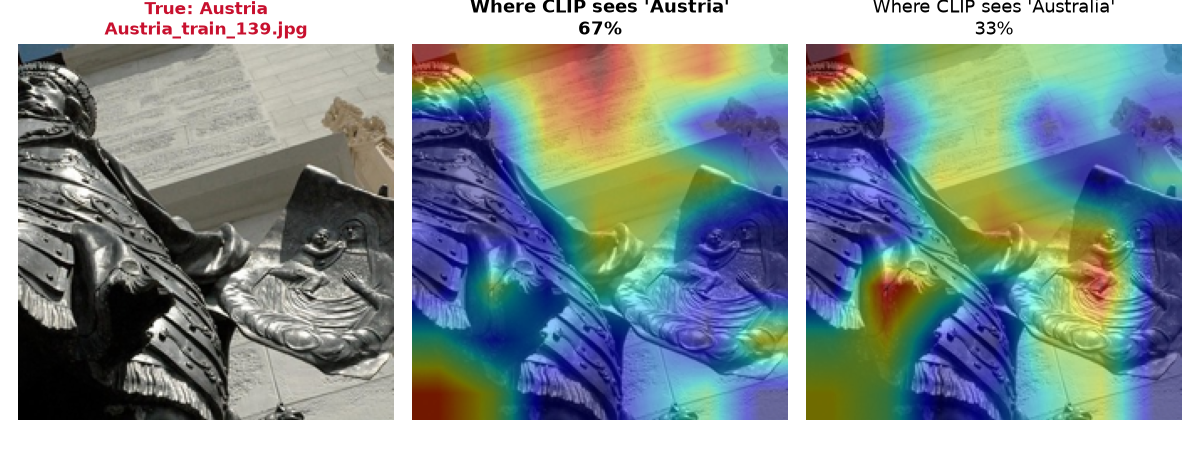 True: Austria
Austria_train_139.jpg
Where CLIP sees 'Austria'
67%
Where CLIP sees 'Australia'
33%